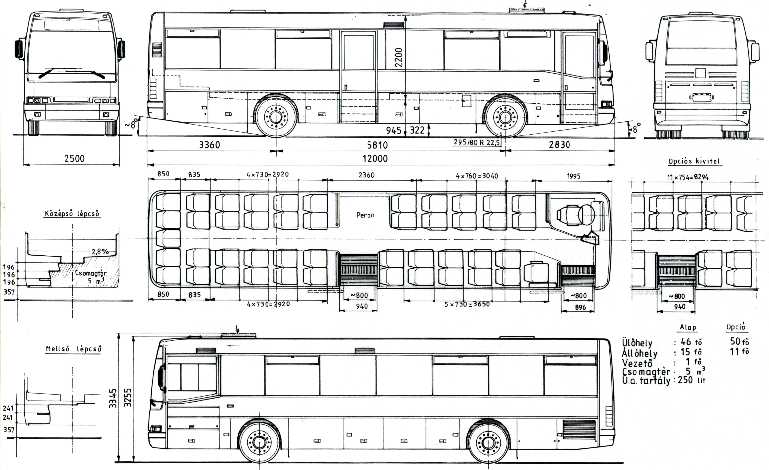 2200
~8°
~8°
945 322
295/80 R 22,5
2500
3360 5810 2830
12000
Opciós kivitel
11×754=8294
850 835 4×730=2920 2360 4×760=3040 1995
Középső lépcső
Peron
2,8%
196
196
196
357
Csomagtér
5 m³
850 835 4×730=2920
~800
940
5×730=3650
~800
896
~800
940
Mellső lépcső
241
241
357
3345
3255
Alap Opció
Ülőhely : 46 fő 50 fő
Állóhely : 15 fő 11 fő
Vezető : 1 fő
Csomagtér : 5 m³
Ü.a. tartály : 250 lit